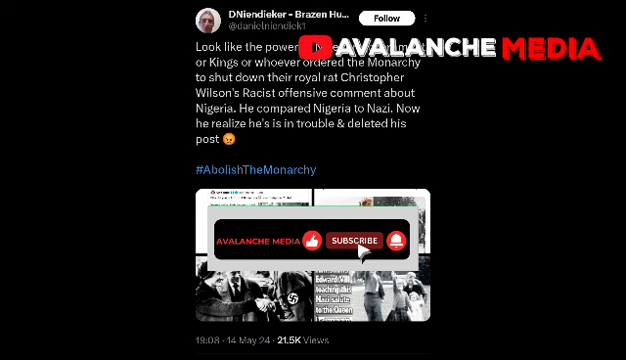 DNiendieker - Brazen Hu...
@danielniendiek1
Follow
AVALANCHE MEDIA
Look like the power
or Kings or whoever ordered the Monarchy
to shut down their royal rat Christopher
Wilson's Racist offensive comment about
Nigeria. He compared Nigeria to Nazi. Now
he realize he's is in trouble & deleted his
post 😡
#AbolishTheMonarchy
AVALANCHE MEDIA
SUBSCRIBE
Edward VIII
teaching this
Nazi salute
to the Queen
19:08 · 14 May 24 · 21.5K Views